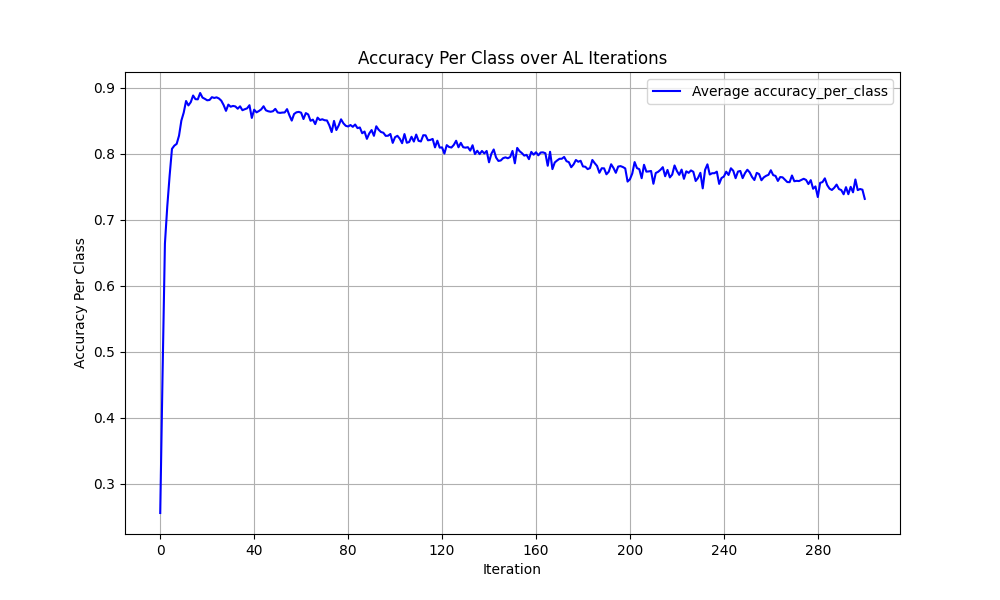 Accuracy Per Class over AL Iterations
Average accuracy_per_class
Accuracy Per Class
0.9
0.8
0.7
0.6
0.5
0.4
0.3
0 40 80 120 160 200 240 280
Iteration